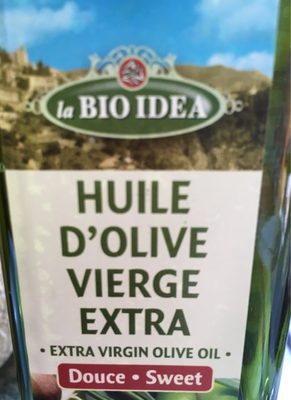 la BIO IDEA
HUILE
D'OLIVE
VIERGE
EXTRA
• EXTRA VIRGIN OLIVE OIL •
Douce • Sweet